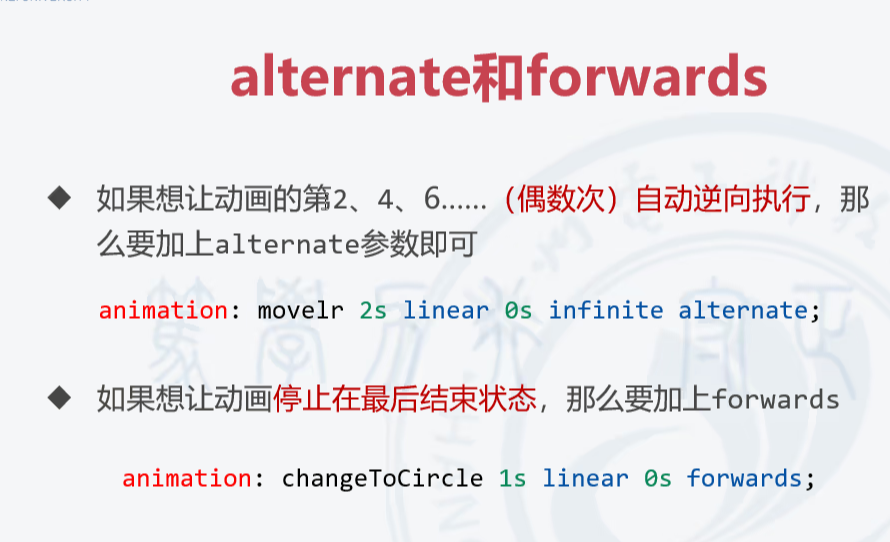 alternate和forwards
◆ 如果想让动画的第2、4、6……（偶数次）自动逆向执行，那
么要加上alternate参数即可
animation: movelr 2s linear 0s infinite alternate;
◆ 如果想让动画停止在最后结束状态，那么要加上forwards
animation: changeToCircle 1s linear 0s forwards;